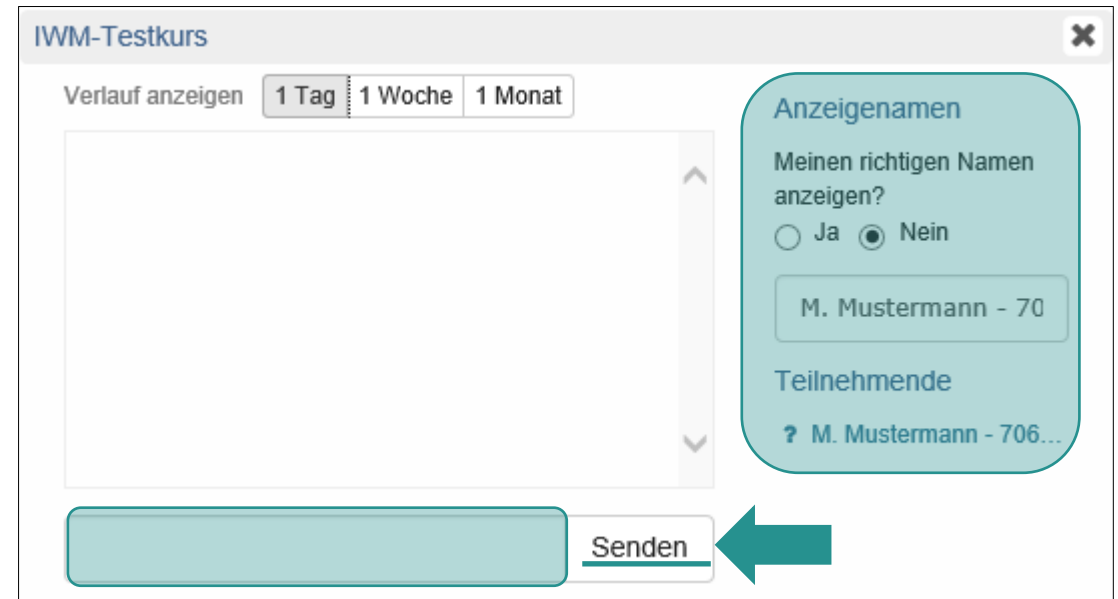 IWM-Testkurs
Verlauf anzeigen 1 Tag 1 Woche 1 Monat
Anzeigenamen
Meinen richtigen Namen
anzeigen?
Ja Nein
M. Mustermann - 70
Teilnehmende
? M. Mustermann - 706...
Senden